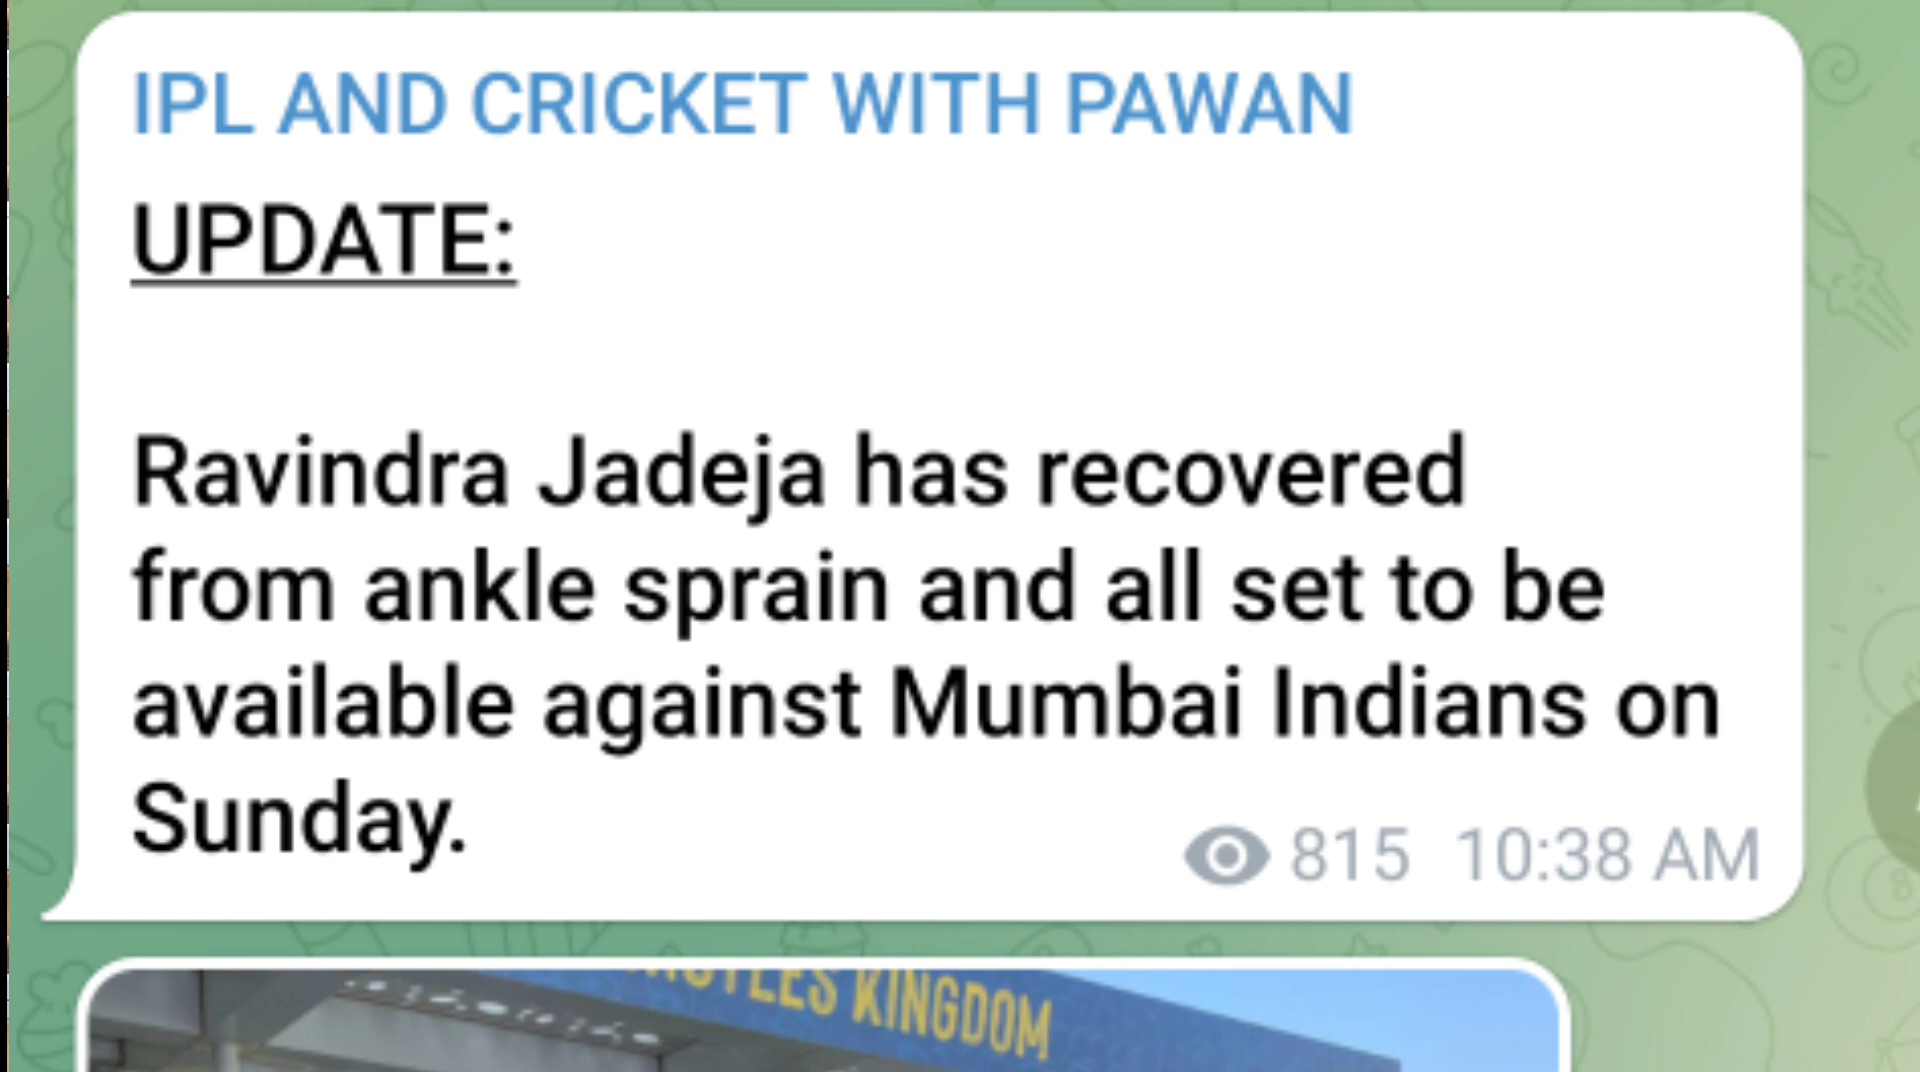 IPL AND CRICKET WITH PAWAN
UPDATE:
Ravindra Jadeja has recovered
from ankle sprain and all set to be
available against Mumbai Indians on
Sunday.
815 10:38 AM
KINGDOM